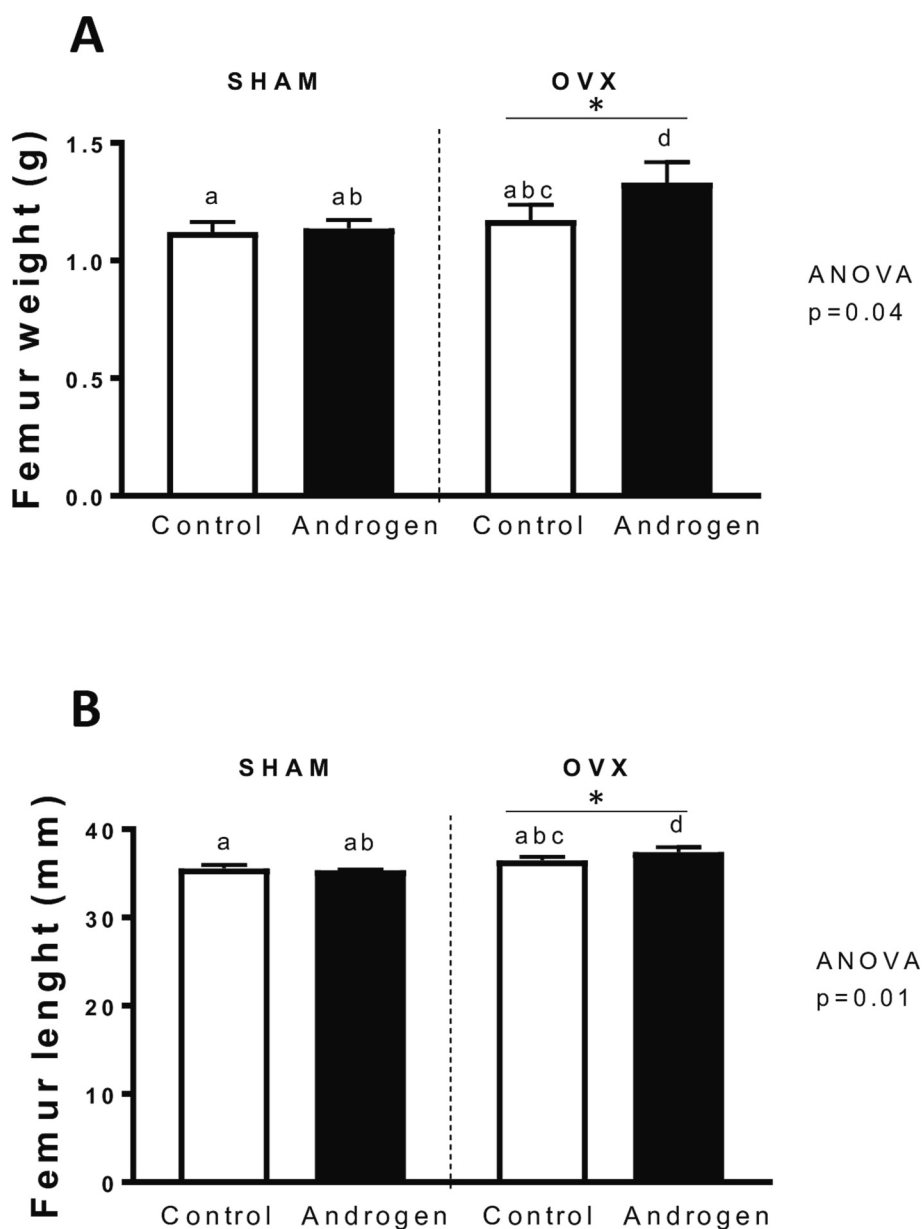 A
SHAM OVX
*
Femur weight (g)
1.5
1.0
0.5
0.0
a ab abc d
Control Androgen Control Androgen
ANOVA
p=0.04
B
SHAM OVX
*
Femur lenght (mm)
40
30
20
10
0
a ab abc d
Control Androgen Control Androgen
ANOVA
p=0.01